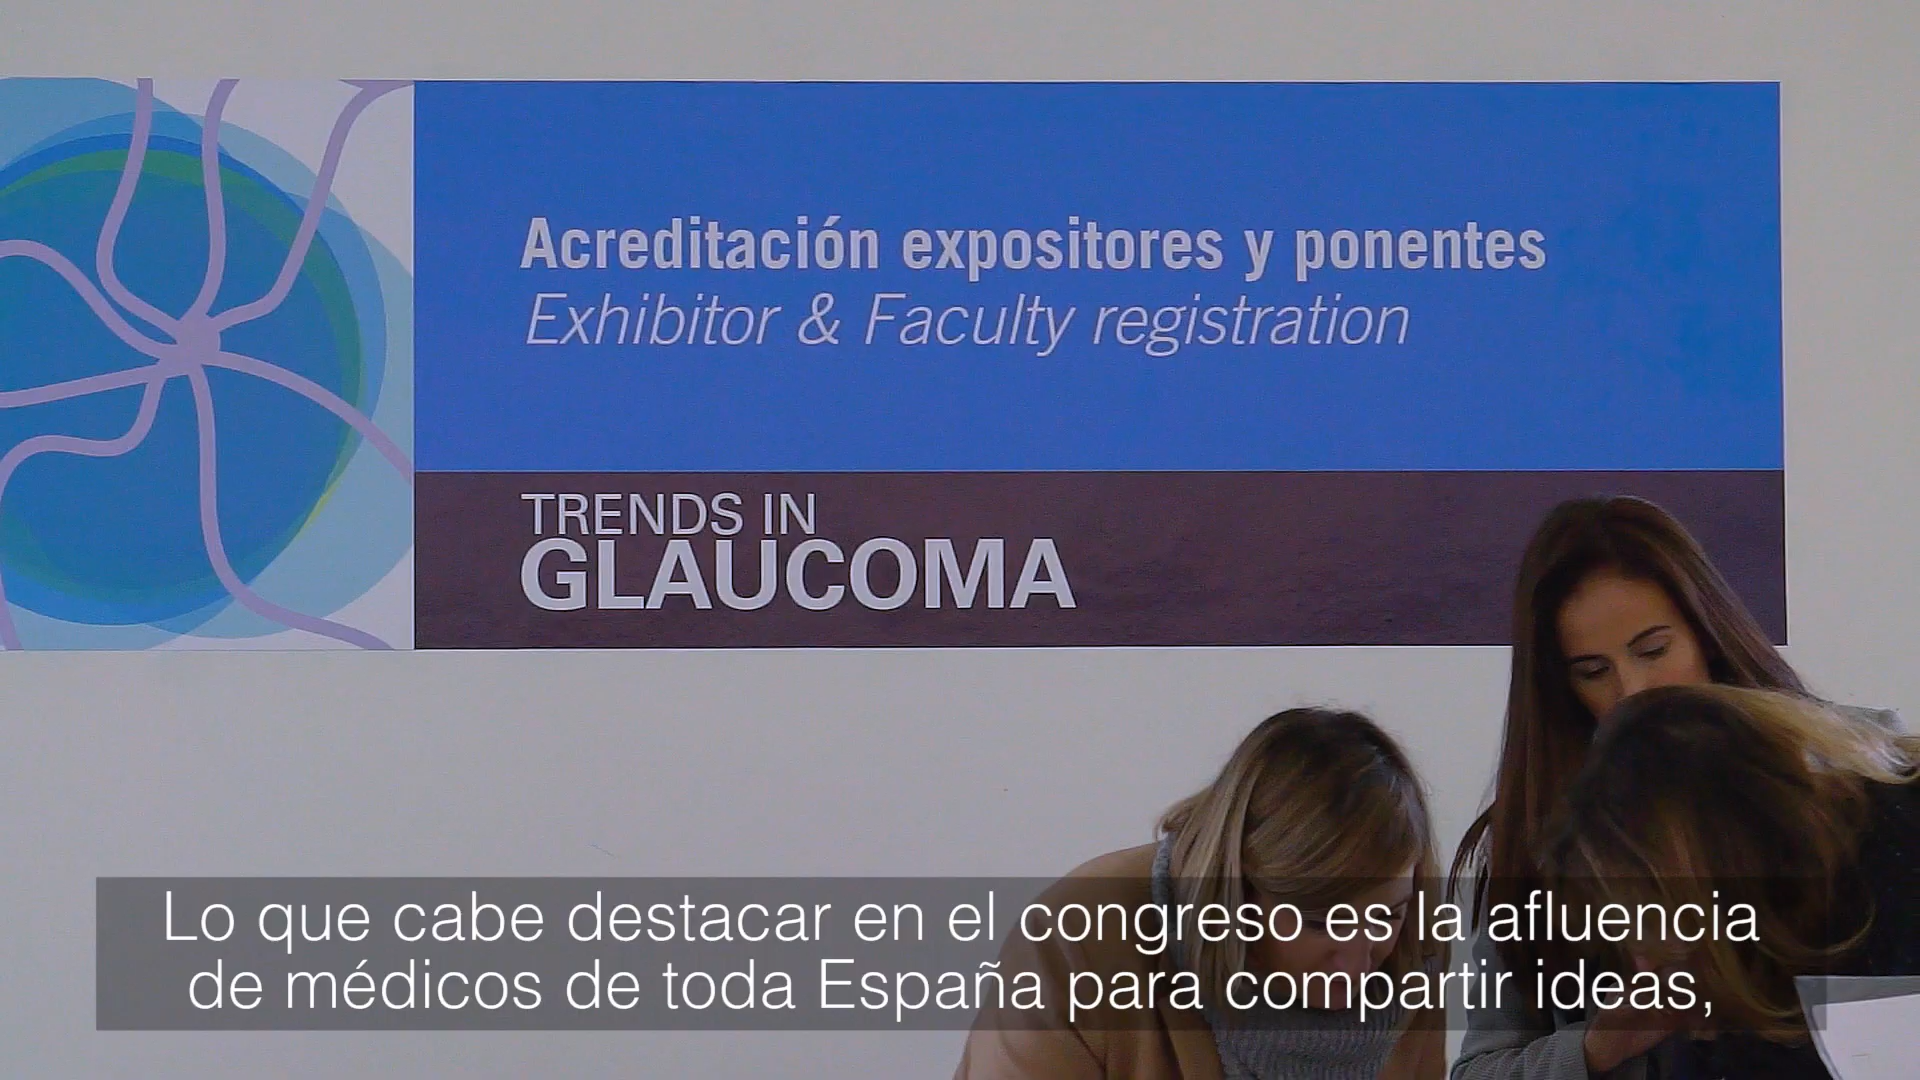 Acreditación expositores y ponentes
Exhibitor & Faculty registration
TRENDS IN
GLAUCOMA
Lo que cabe destacar en el congreso es la afluencia
de médicos de toda España para compartir ideas,